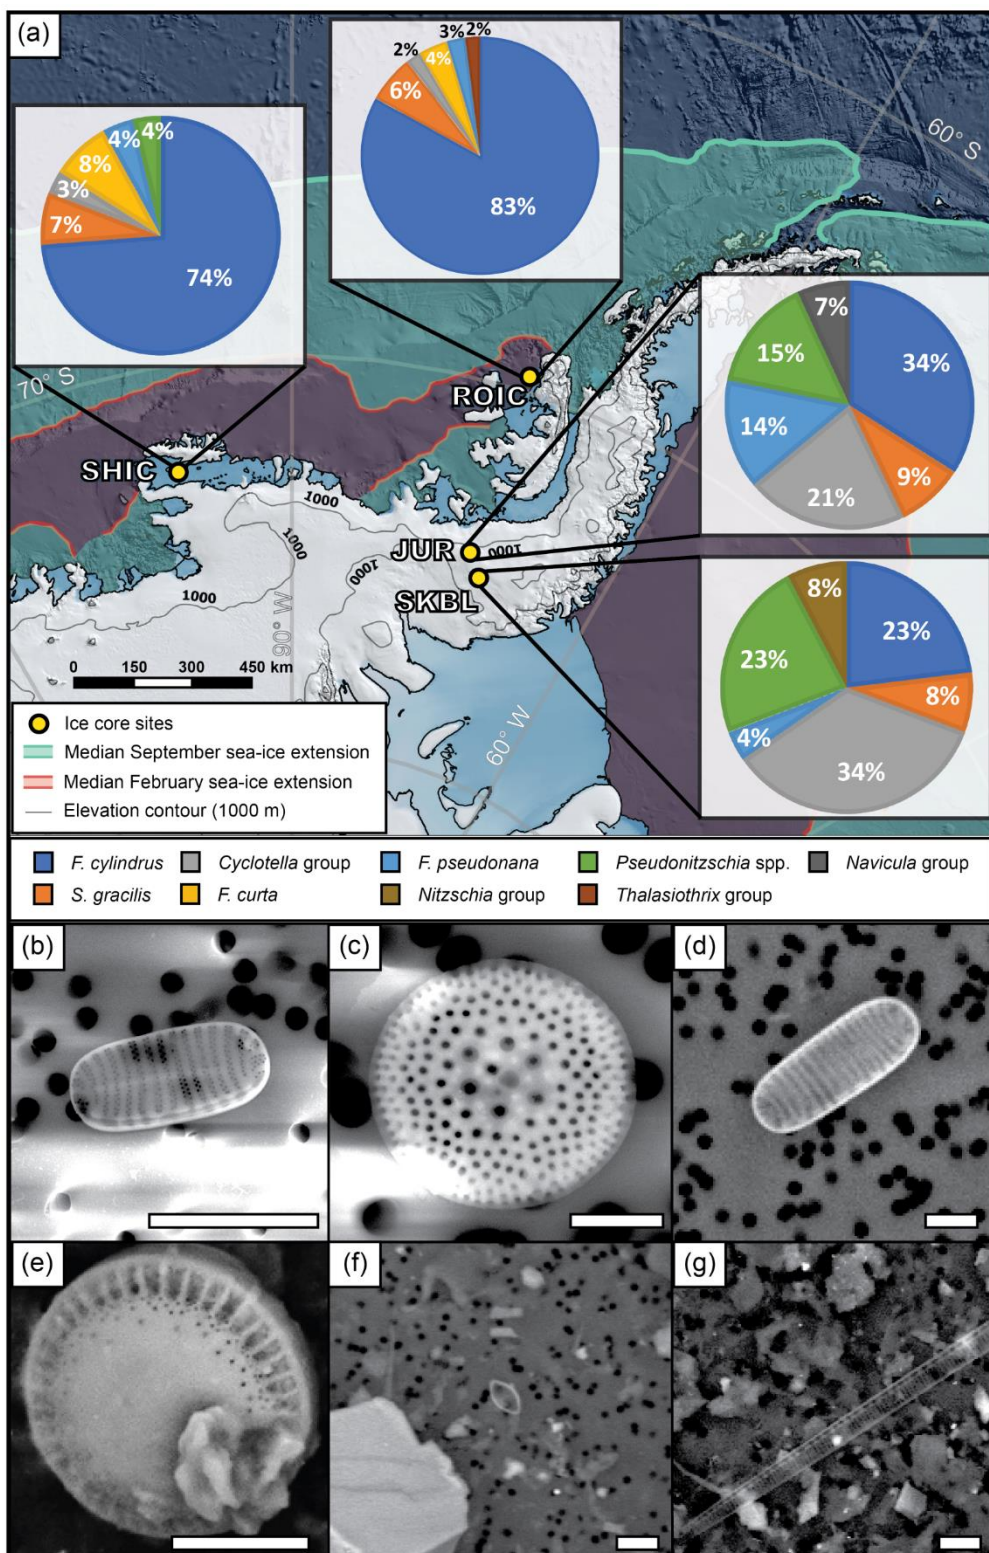 (a)
3% 2%
2%
4%
6%
83%
4%
4%
8%
3%
7%
74%
60° S
7%
34%
15%
14%
9%
21%
70° S
ROIC
SHIC
1000
1000
JUR
1000
1000
SKBL
1000
90° W
0 150 300 450 km
60° W
8%
23%
23%
8%
4%
34%
Ice core sites
Median September sea-ice extension
Median February sea-ice extension
Elevation contour (1000 m)
F. cylindrus Cyclotella group F. pseudonana Pseudonitzschia spp. Navicula group
S. gracilis F. curta Nitzschia group Thalasiothrix group
(b) (c) (d)
(e) (f) (g)